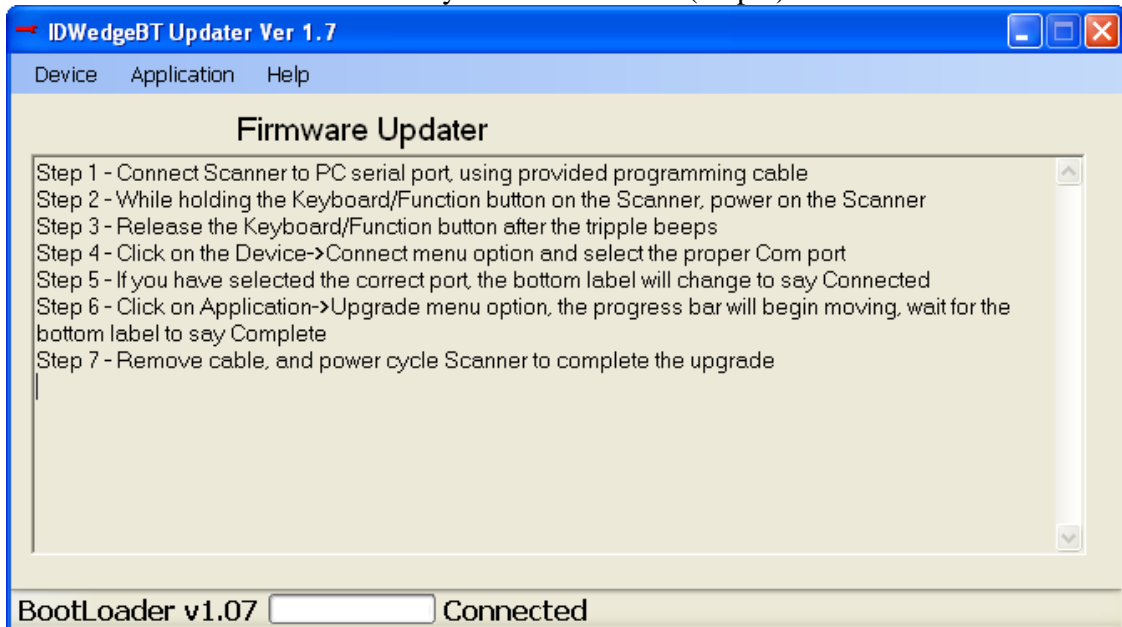 IDWedgeBT Updater Ver 1.7
Device Application Help
Firmware Updater
Step 1 - Connect Scanner to PC serial port, using provided programming cable
Step 2 - While holding the Keyboard/Function button on the Scanner, power on the Scanner
Step 3 - Release the Keyboard/Function button after the tripple beeps
Step 4 - Click on the Device->Connect menu option and select the proper Com port
Step 5 - If you have selected the correct port, the bottom label will change to say Connected
Step 6 - Click on Application->Upgrade menu option, the progress bar will begin moving, wait for the
bottom label to say Complete
Step 7 - Remove cable, and power cycle Scanner to complete the upgrade
BootLoader v1.07 Connected